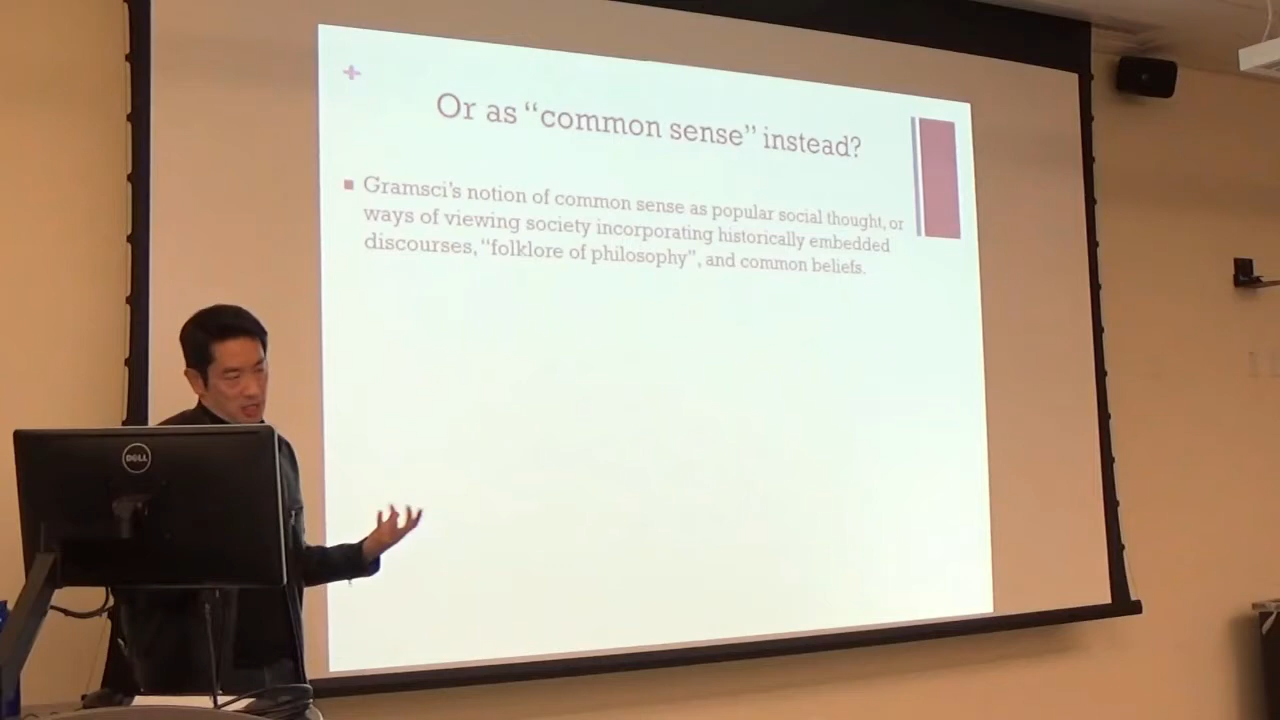 +
Or as “common sense” instead?
■ Gramsci’s notion of common sense as popular social thought, or
ways of viewing society incorporating historically embedded
discourses, “folklore of philosophy”, and common beliefs.
DELL